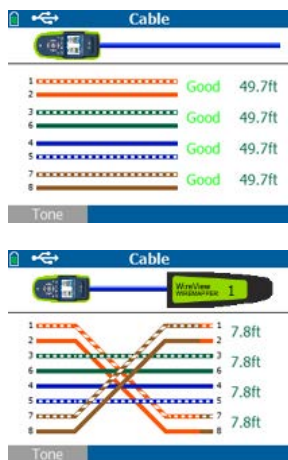 Cable
1
2 Good 49.7ft
3
6 Good 49.7ft
4
5 Good 49.7ft
7
8 Good 49.7ft
Tone
Cable
WireView
WIREMAPPER 1
1 1
2 2 7.8ft
3 3
6 6 7.8ft
4 4
5 5 7.8ft
7 7
8 8 7.8ft
Tone